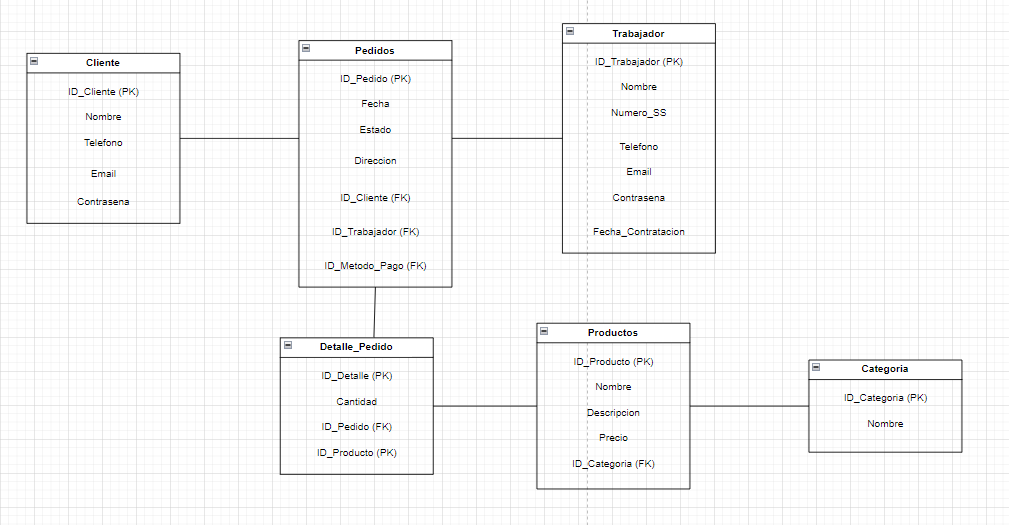 Cliente
ID_Cliente (PK)
Nombre
Telefono
Email
Contrasena
Pedidos
ID_Pedido (PK)
Fecha
Estado
Direccion
ID_Cliente (FK)
ID_Trabajador (FK)
ID_Metodo_Pago (FK)
Trabajador
ID_Trabajador (PK)
Nombre
Numero_SS
Telefono
Email
Contrasena
Fecha_Contratacion
Detalle_Pedido
ID_Detalle (PK)
Cantidad
ID_Pedido (FK)
ID_Producto (PK)
Productos
ID_Producto (PK)
Nombre
Descripcion
Precio
ID_Categoria (FK)
Categoria
ID_Categoria (PK)
Nombre